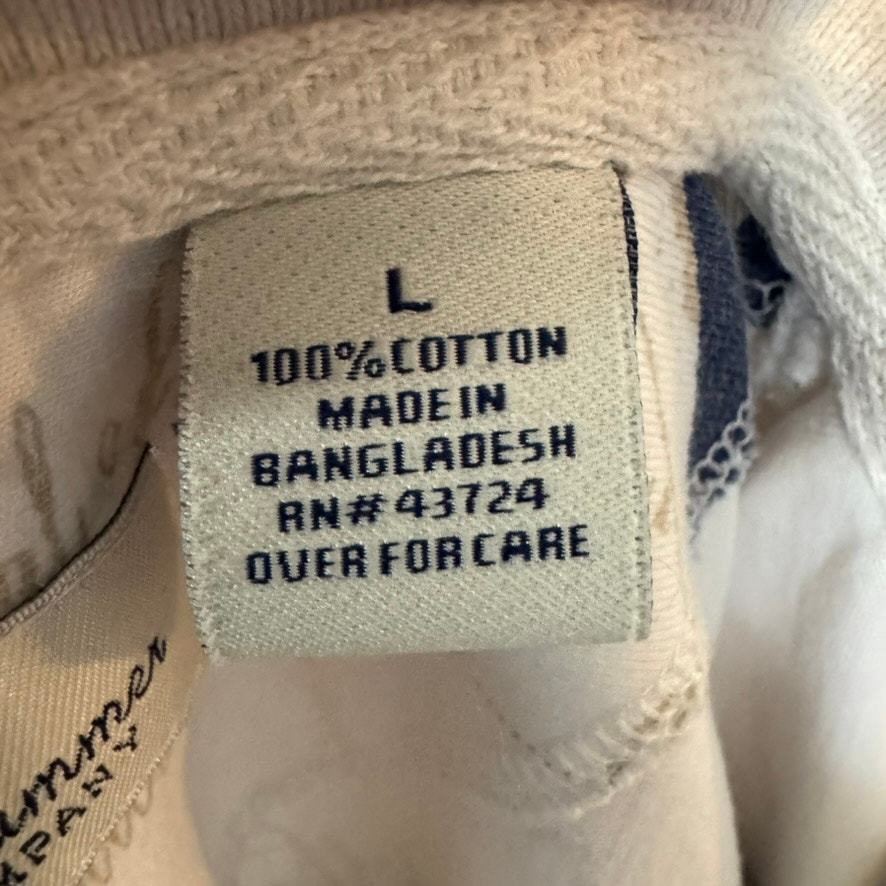 L
100% COTTON
MADE IN
BANGLADESH
RN# 43724
OVER FOR CARE